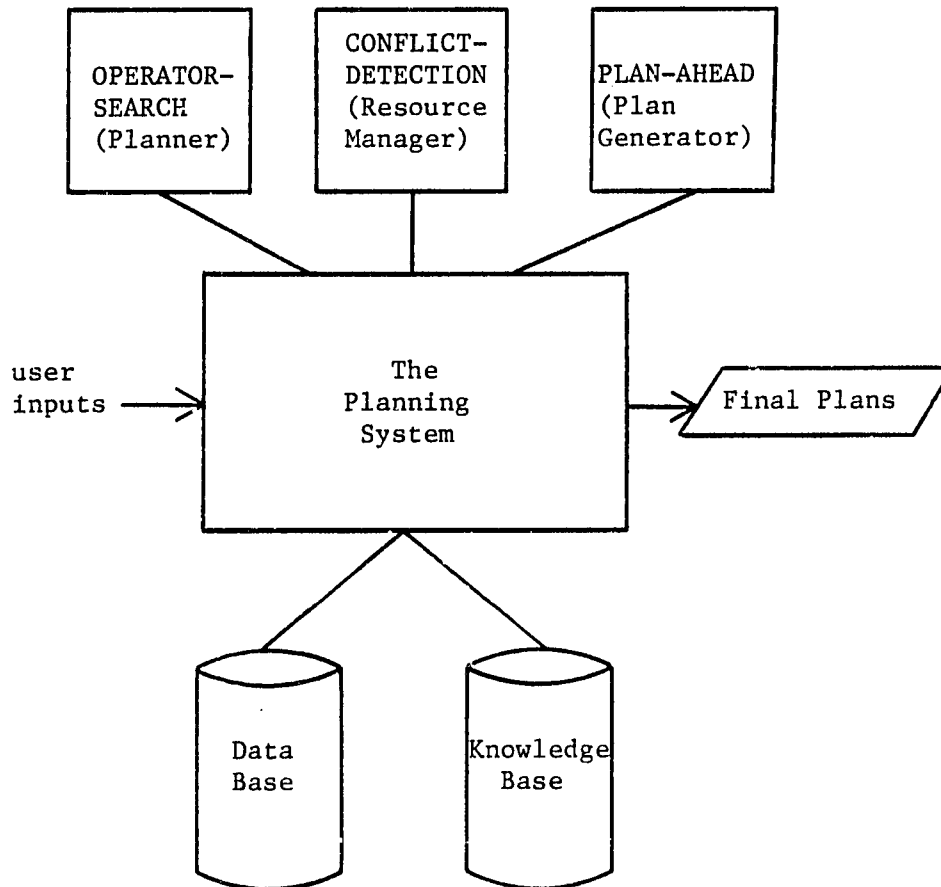 OPERATOR-
SEARCH
(Planner)
CONFLICT-
DETECTION
(Resource
Manager)
PLAN-AHEAD
(Plan
Generator)
user
inputs
The
Planning
System
Final Plans
Data
Base
Knowledge
Base